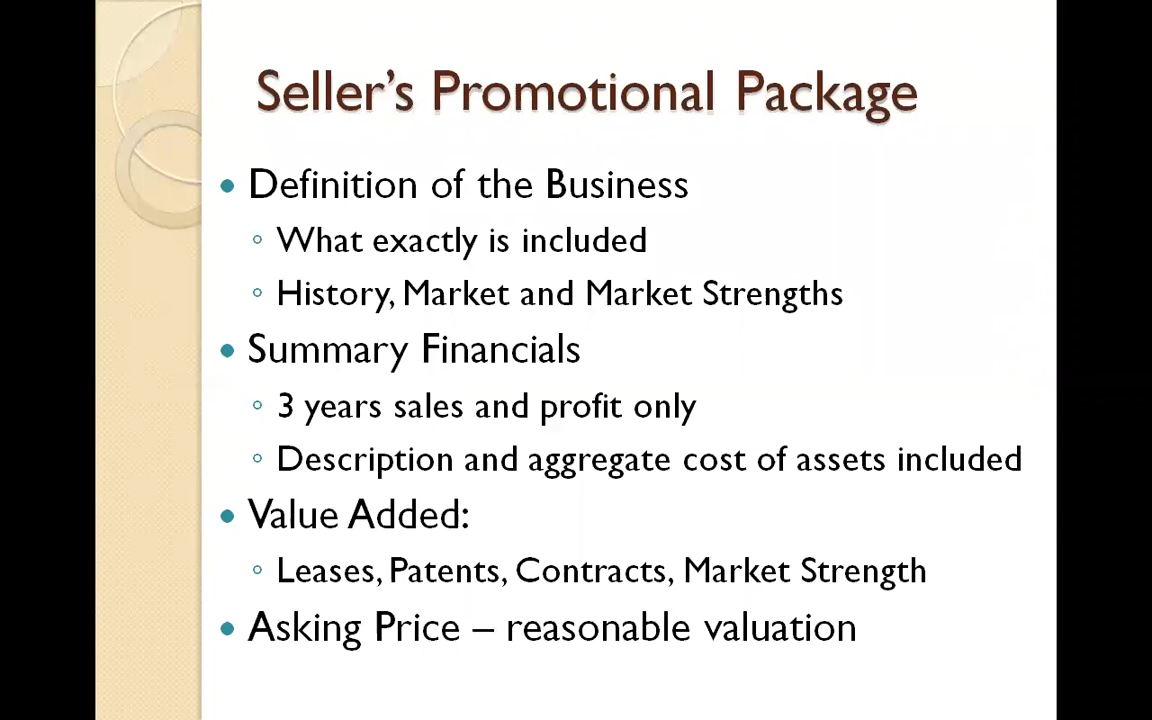 Seller's Promotional Package
• Definition of the Business
◦ What exactly is included
◦ History, Market and Market Strengths
• Summary Financials
◦ 3 years sales and profit only
◦ Description and aggregate cost of assets included
• Value Added:
◦ Leases, Patents, Contracts, Market Strength
• Asking Price – reasonable valuation